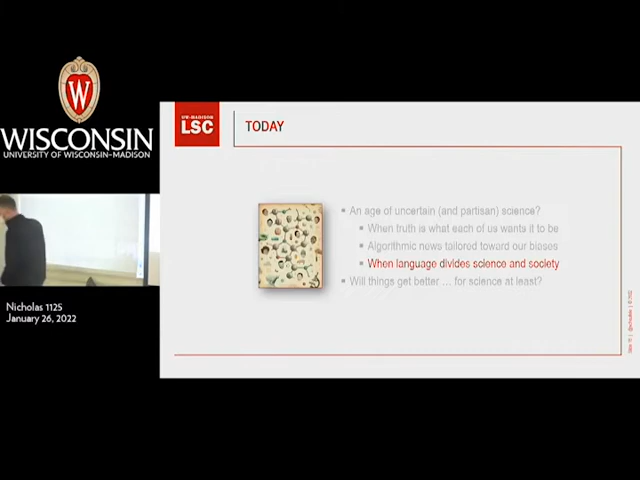 W
WISCONSIN
UNIVERSITY OF WISCONSIN–MADISON
Nicholas 1125
January 26, 2022
UW–MADISON
LSC
TODAY
An age of uncertain (and partisan) science?
When truth is what each of us wants it to be
Algorithmic news tailored toward our biases
When language divides science and society
Will things get better ... for science at least?